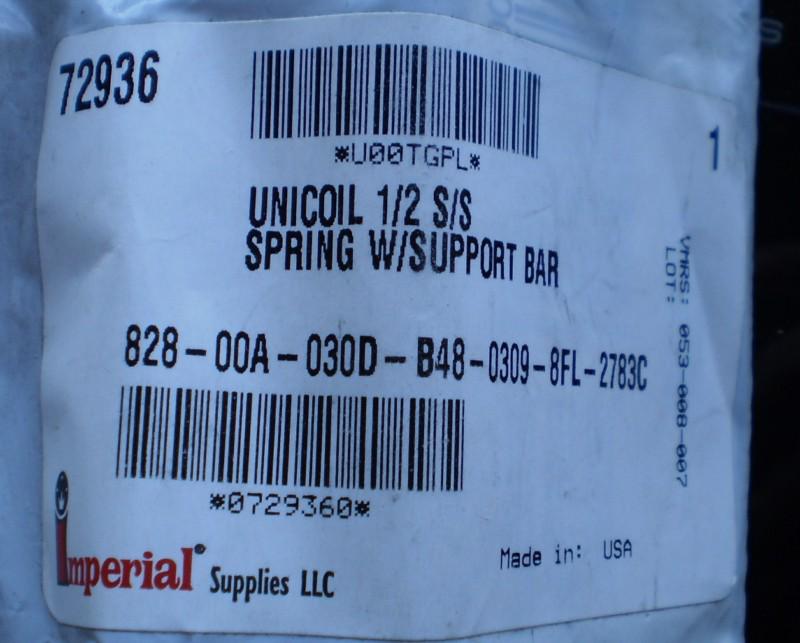 72936
*U00TGPL*
1
UNICOIL 1/2 S/S
SPRING W/SUPPORT BAR
828-00A-030D-B48-0309-8FL-2783C
VMRS: 053-008-007
LOT:
*0729360*
Imperial® Supplies LLC
Made in: USA